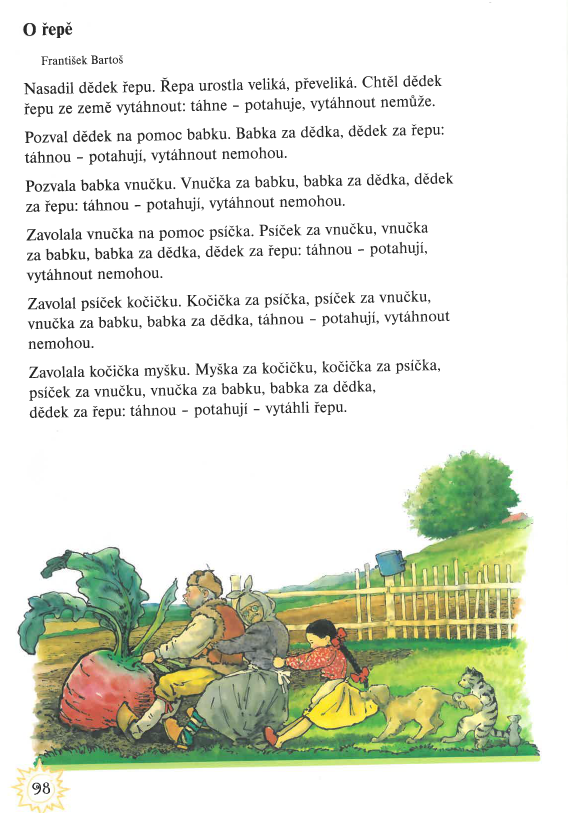 O řepě
František Bartoš
Nasadil dědek řepu. Řepa urostla veliká, převeliká. Chtěl dědek
řepu ze země vytáhnout: táhne – potahuje, vytáhnout nemůže.
Pozval dědek na pomoc babku. Babka za dědka, dědek za řepu:
táhnou – potahují, vytáhnout nemohou.
Pozvala babka vnučku. Vnučka za babku, babka za dědka, dědek
za řepu: táhnou – potahují, vytáhnout nemohou.
Zavolala vnučka na pomoc psíčka. Psíček za vnučku, vnučka
za babku, babka za dědka, dědek za řepu: táhnou – potahují,
vytáhnout nemohou.
Zavolal psíček kočičku. Kočička za psíčka, psíček za vnučku,
vnučka za babku, babka za dědka, táhnou – potahují, vytáhnout
nemohou.
Zavolala kočička myšku. Myška za kočičku, kočička za psíčka,
psíček za vnučku, vnučka za babku, babka za dědka,
dědek za řepu: táhnou – potahují – vytáhli řepu.
98